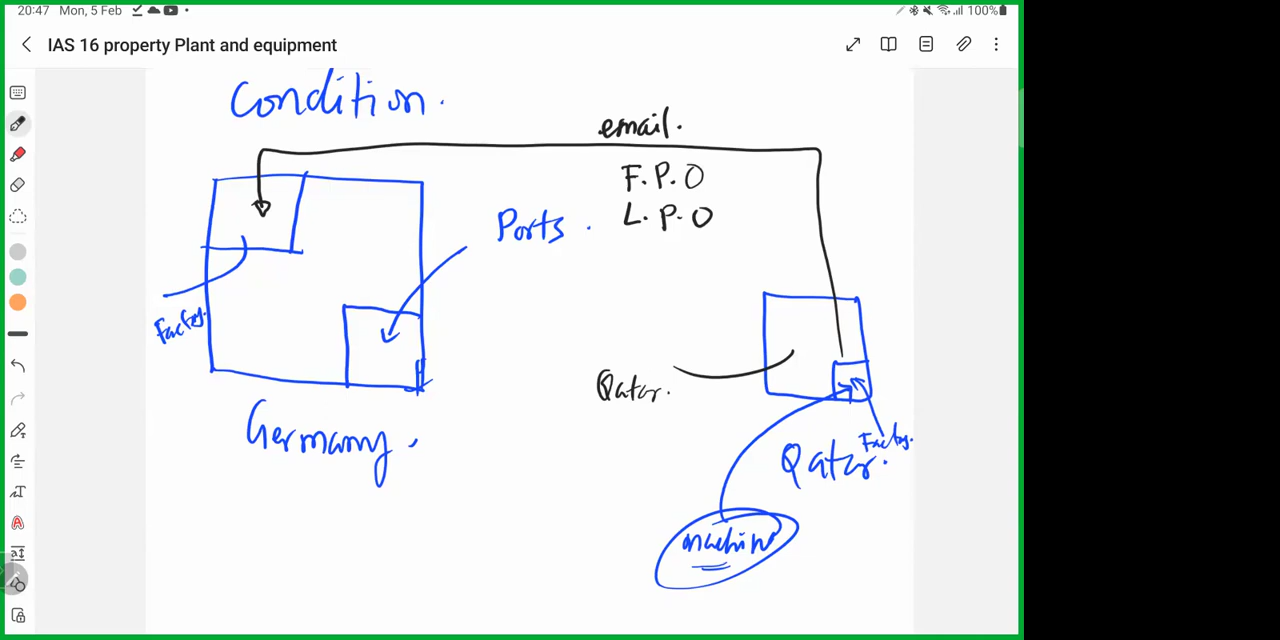 20:47 Mon, 5 Feb
100%
IAS 16 property Plant and equipment
Condition.
email.
F.P.O
L.P.O
Ports.
Factory.
Qatar.
Germany.
Factory.
Qatar.
machine